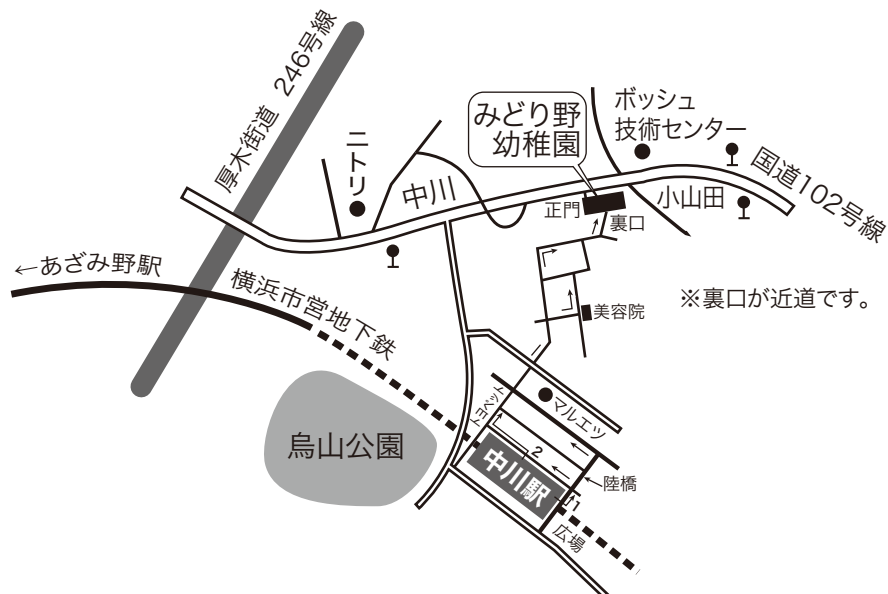 厚木街道 246号線
ニトリ
中川
みどり野
幼稚園
ボッシュ
技術センター
国道102号線
小山田
正門
裏口
←あざみ野駅
横浜市営地下鉄
美容院
※裏口が近道です。
烏山公園
トヨペット
マルエツ
2
中川駅
1
陸橋
広場